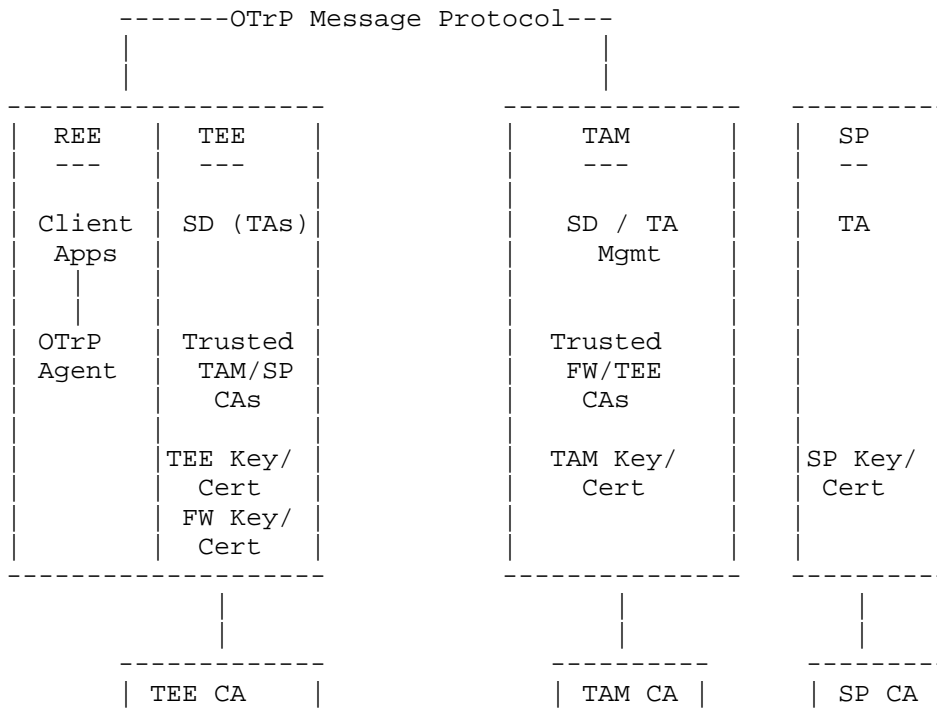 -------OTrP Message Protocol---
REE TEE TAM SP
--- --- --- --
Client SD (TAs) SD / TA TA
Apps Mgmt
OTrP Trusted Trusted
Agent TAM/SP FW/TEE
CAs CAs
TEE Key/ TAM Key/ SP Key/
Cert Cert Cert
FW Key/
Cert
TEE CA TAM CA SP CA